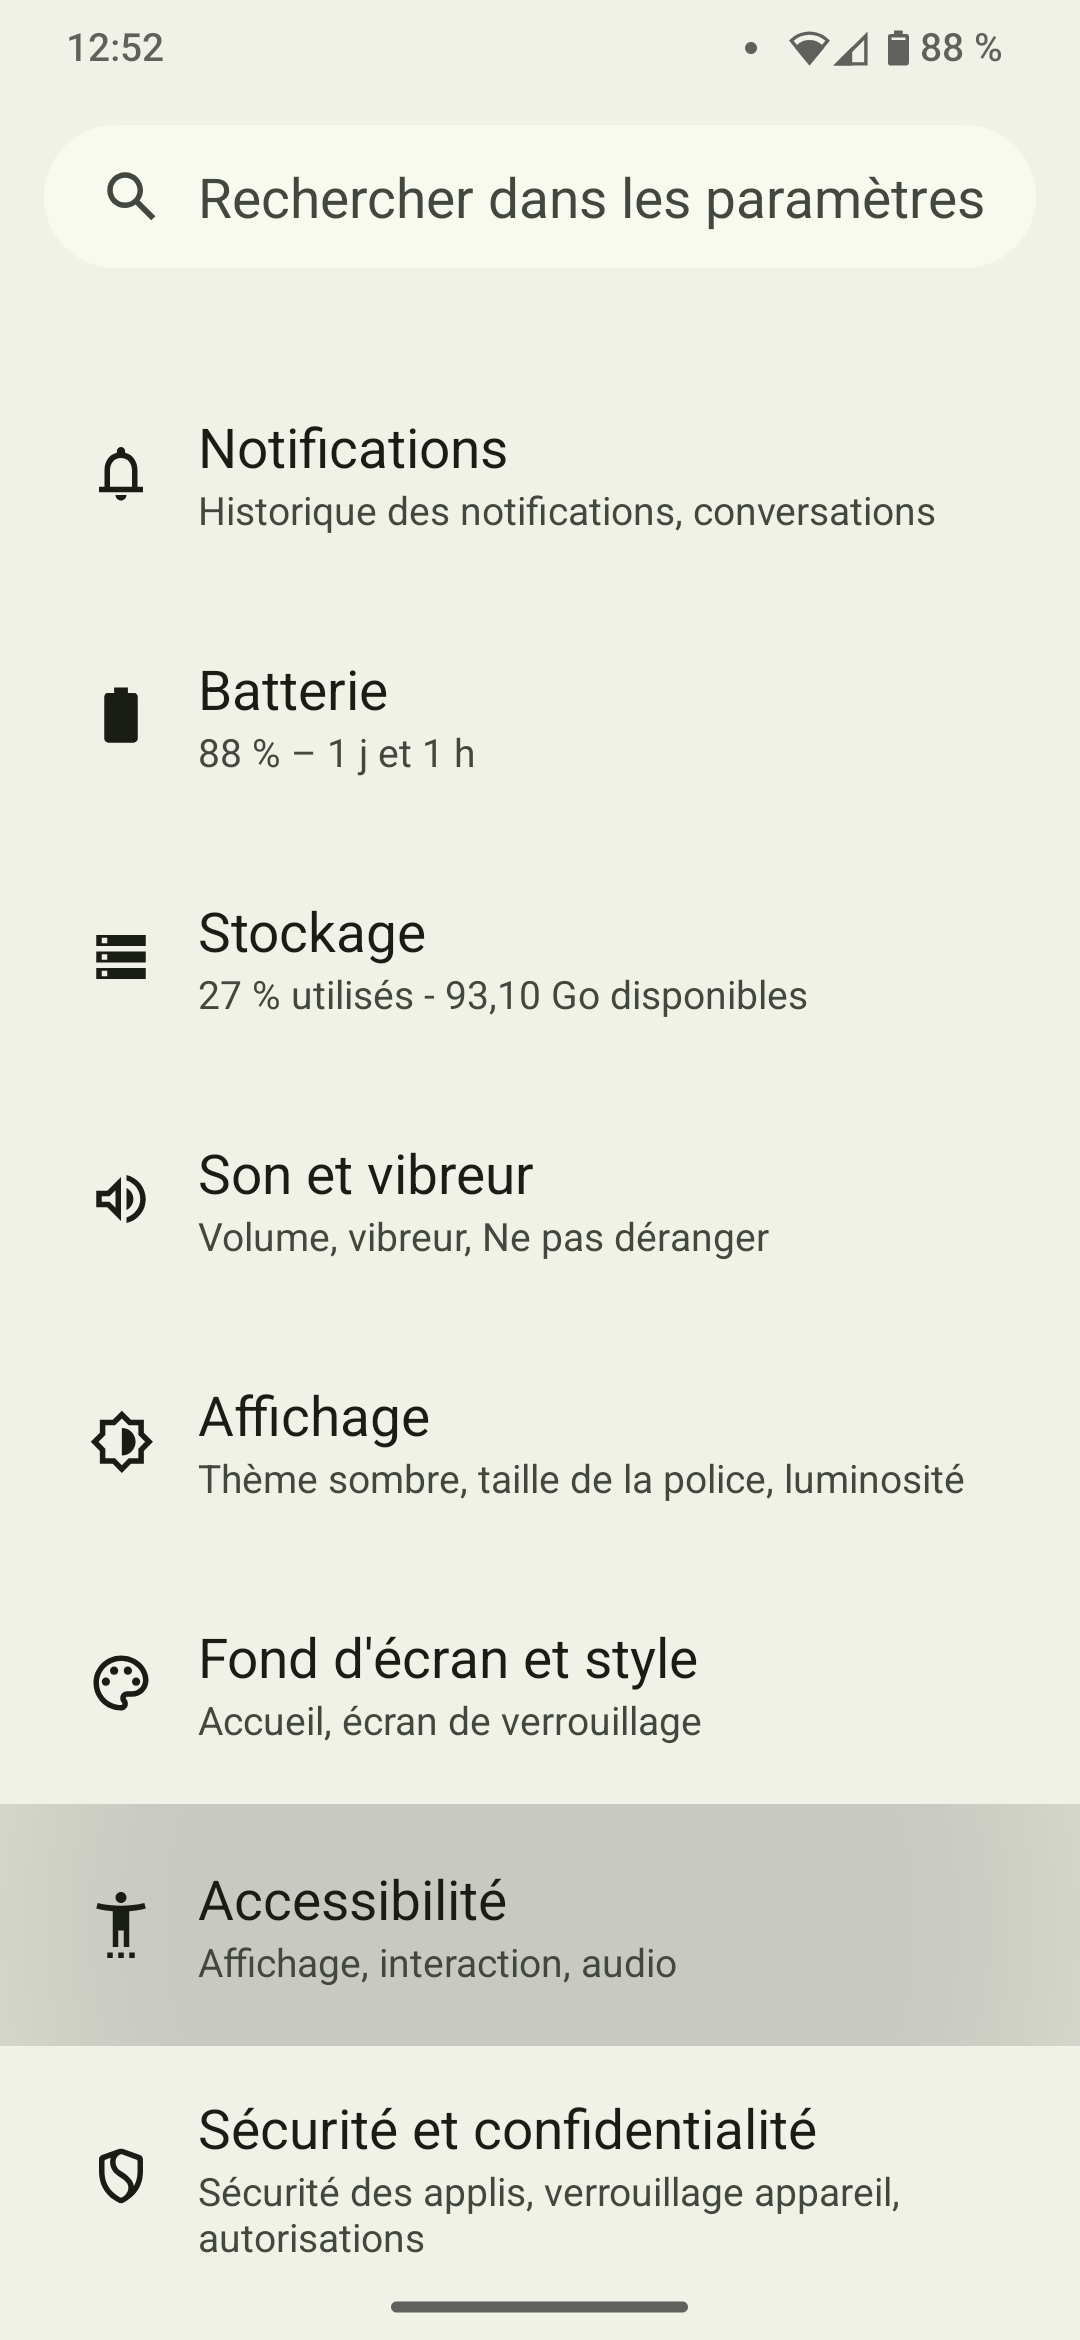 12:52
88 %
Rechercher dans les paramètres
Notifications
Historique des notifications, conversations
Batterie
88 % – 1 j et 1 h
Stockage
27 % utilisés - 93,10 Go disponibles
Son et vibreur
Volume, vibreur, Ne pas déranger
Affichage
Thème sombre, taille de la police, luminosité
Fond d'écran et style
Accueil, écran de verrouillage
Accessibilité
Affichage, interaction, audio
Sécurité et confidentialité
Sécurité des applis, verrouillage appareil,
autorisations